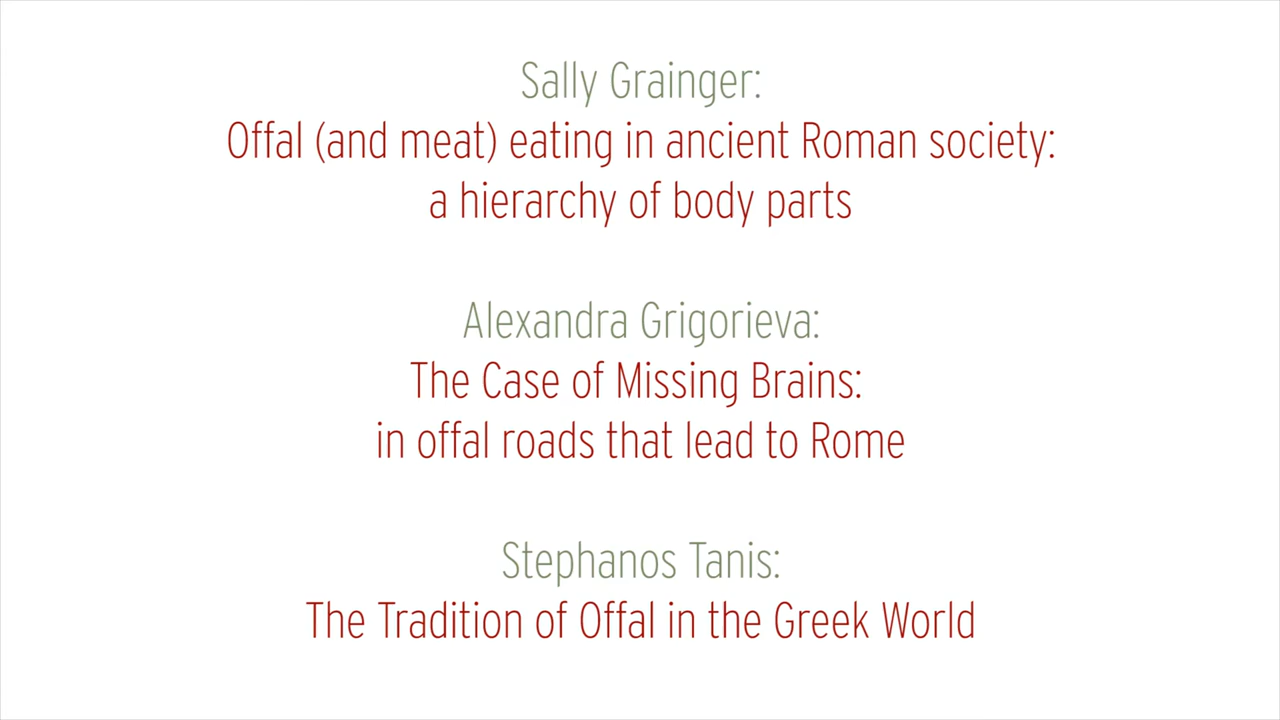 Sally Grainger:
Offal (and meat) eating in ancient Roman society:
a hierarchy of body parts
Alexandra Grigorieva:
The Case of Missing Brains:
in offal roads that lead to Rome
Stephanos Tanis:
The Tradition of Offal in the Greek World